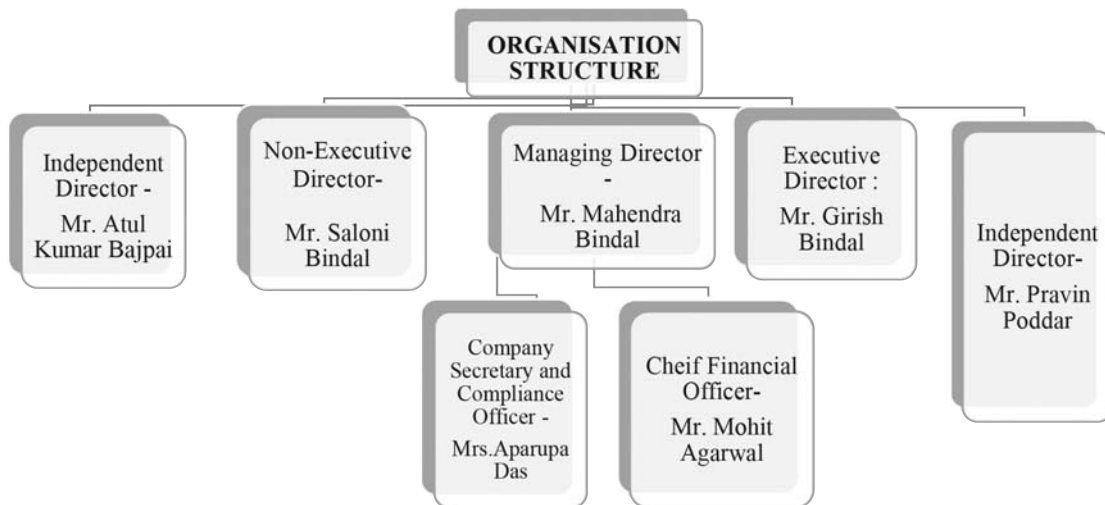 ORGANISATION
STRUCTURE
Independent
Director -
Mr. Atul
Kumar Bajpai
Non-Executive
Director-
Mr. Saloni
Bindal
Managing Director
-
Mr. Mahendra
Bindal
Executive
Director :
Mr. Girish
Bindal
Independent
Director-
Mr. Pravin
Poddar
Company
Secretary and
Compliance
Officer -
Mrs.Aparupa
Das
Cheif Financial
Officer-
Mr. Mohit
Agarwal